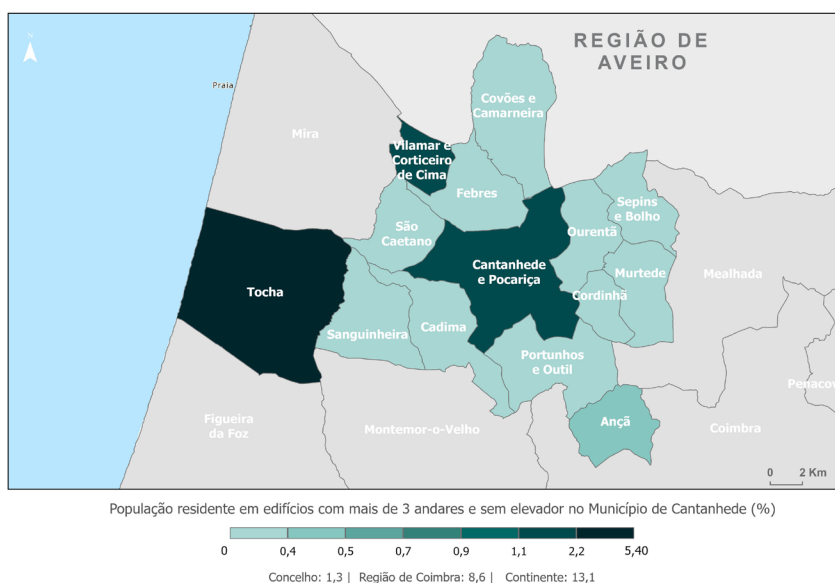 REGIÃO DE
AVEIRO
Praia
Covões e
Camarneira
Mira
Vilamar e
Corticeiro
de Cima
Febres
Sepins
e Bolho
São
Caetano
Ourentã
Cantanhede
e Pocariça
Murtede
Mealhada
Tocha
Cordinhã
Sanguinheira
Cadima
Portunhos
e Outil
Penacov
Figueira
da Foz
Montemor-o-Velho
Ançã
Coimbra
0 2 Km
População residente em edifícios com mais de 3 andares e sem elevador no Município de Cantanhede (%)
0 0,4 0,5 0,7 0,9 1,1 2,2 5,40
Concelho: 1,3 | Região de Coimbra: 8,6 | Continente: 13,1